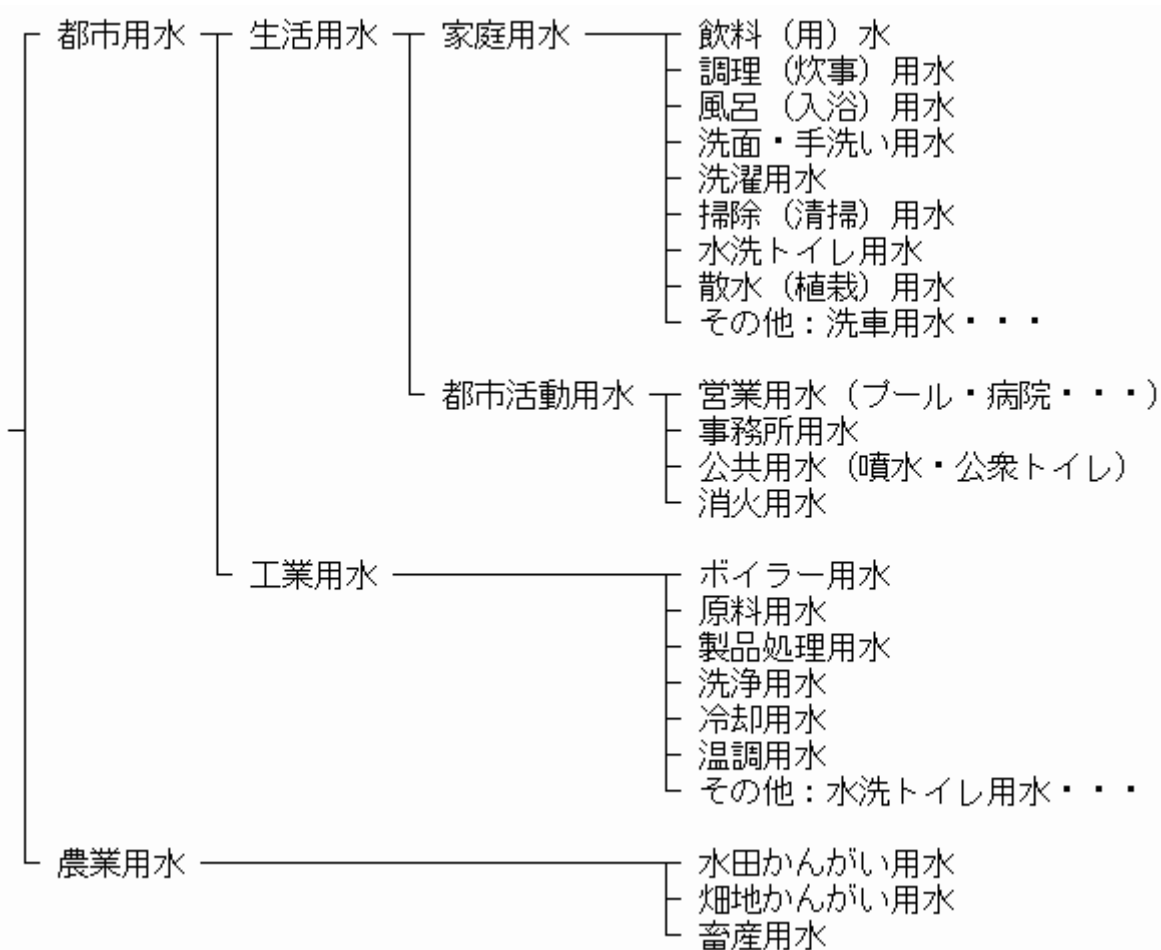 都市用水 生活用水 家庭用水 飲料（用）水
調理（炊事）用水
風呂（入浴）用水
洗面・手洗い用水
洗濯用水
掃除（清掃）用水
水洗トイレ用水
散水（植栽）用水
その他：洗車用水・・・
都市活動用水 営業用水（プール・病院・・・）
事務所用水
公共用水（噴水・公衆トイレ）
消火用水
工業用水 ボイラー用水
原料用水
製品処理用水
洗浄用水
冷却用水
温調用水
その他：水洗トイレ用水・・・
農業用水 水田かんがい用水
畑地かんがい用水
畜産用水